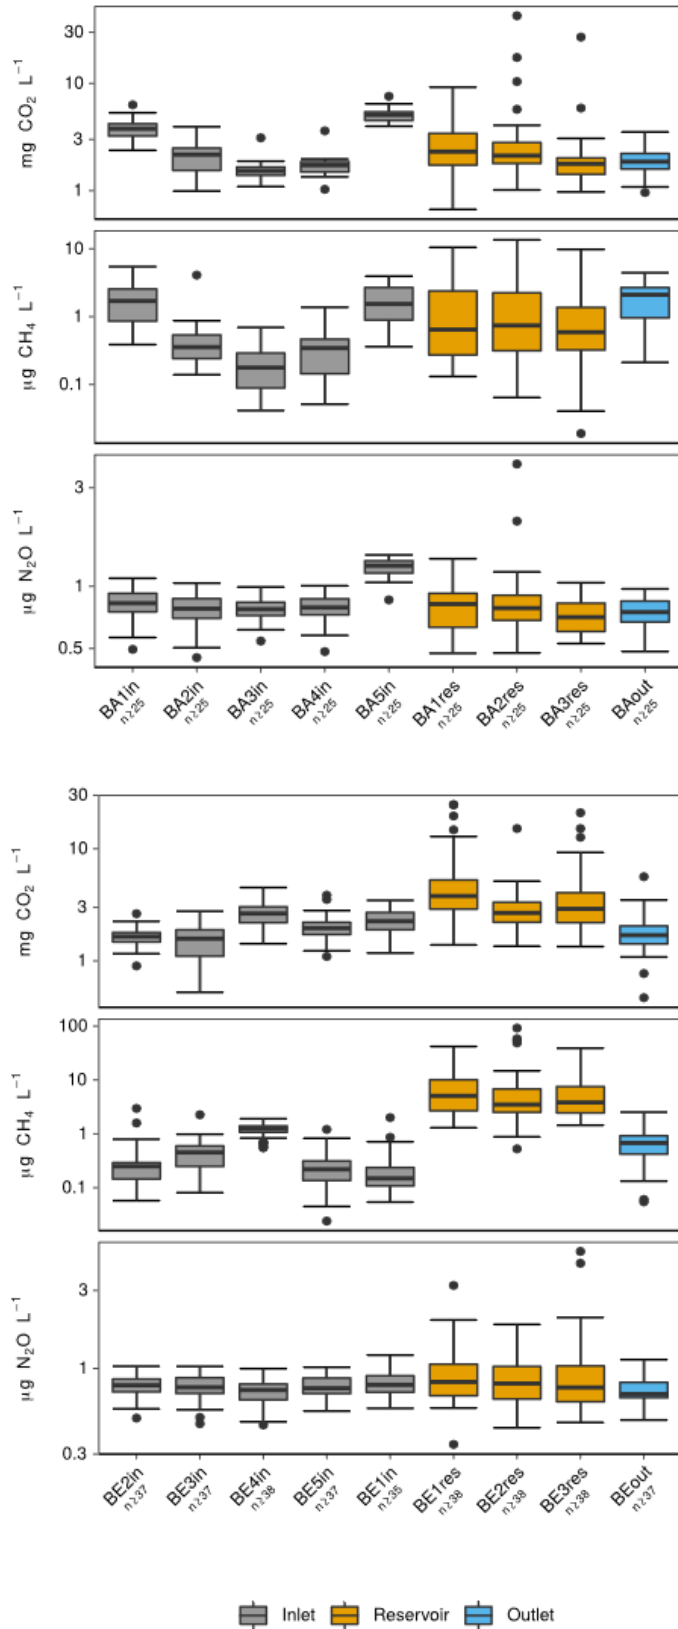 mg CO₂ L⁻¹
30
10
3
1
µg CH₄ L⁻¹
10
1
0.1
µg N₂O L⁻¹
3
1
0.5
BA1in n≥25
BA2in n≥25
BA3in n≥25
BA4in n≥25
BA5in n≥25
BA1res n≥25
BA2res n≥25
BA3res n≥25
BAout n≥25
mg CO₂ L⁻¹
30
10
3
1
µg CH₄ L⁻¹
100
10
1
0.1
µg N₂O L⁻¹
3
1
0.3
BE2in n≥37
BE3in n≥37
BE4in n≥38
BE5in n≥37
BE1in n≥35
BE1res n≥38
BE2res n≥38
BE3res n≥38
BEout n≥37
Inlet Reservoir Outlet